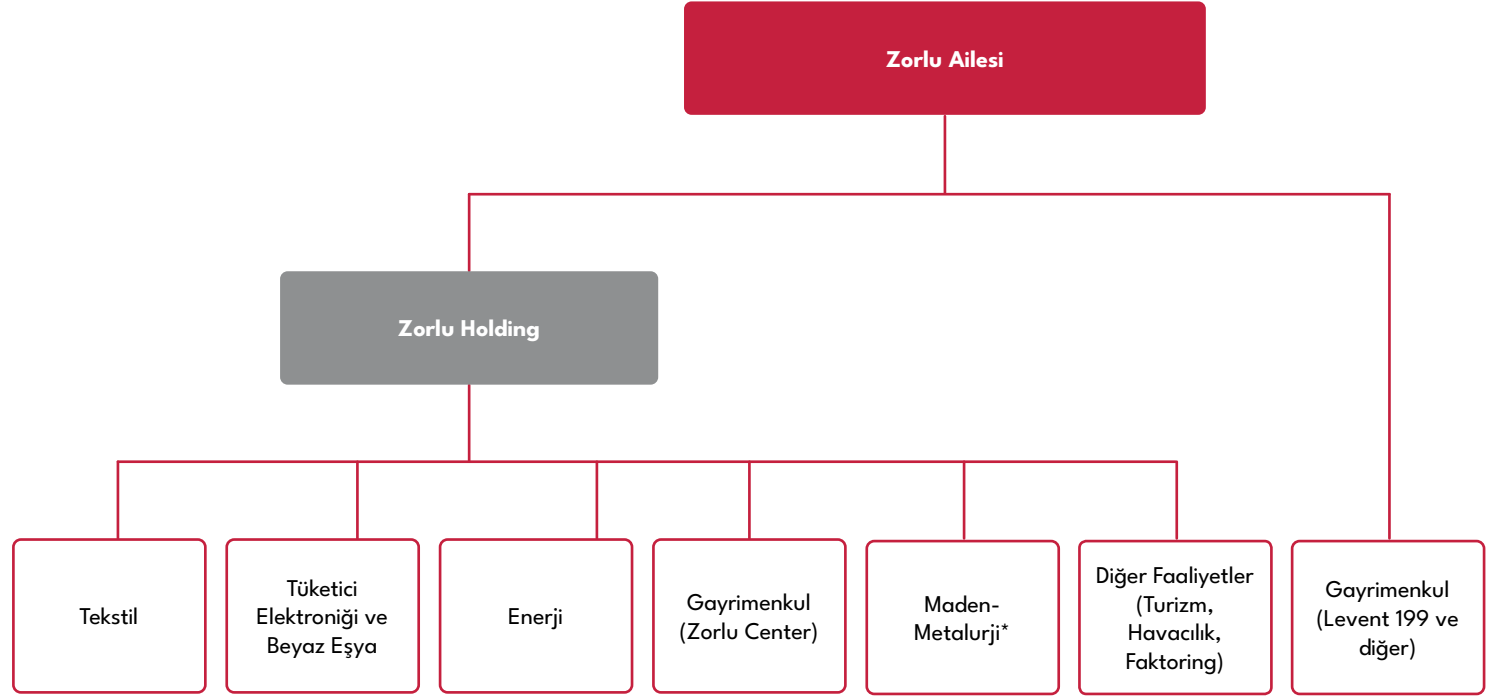 Zorlu Ailesi
Zorlu Holding
Tekstil
Tüketici
Elektroniği ve
Beyaz Eşya
Enerji
Gayrimenkul
(Zorlu Center)
Maden-
Metalurji*
Diğer Faaliyetler
(Turizm,
Havacılık,
Faktoring)
Gayrimenkul
(Levent 199 ve
diğer)